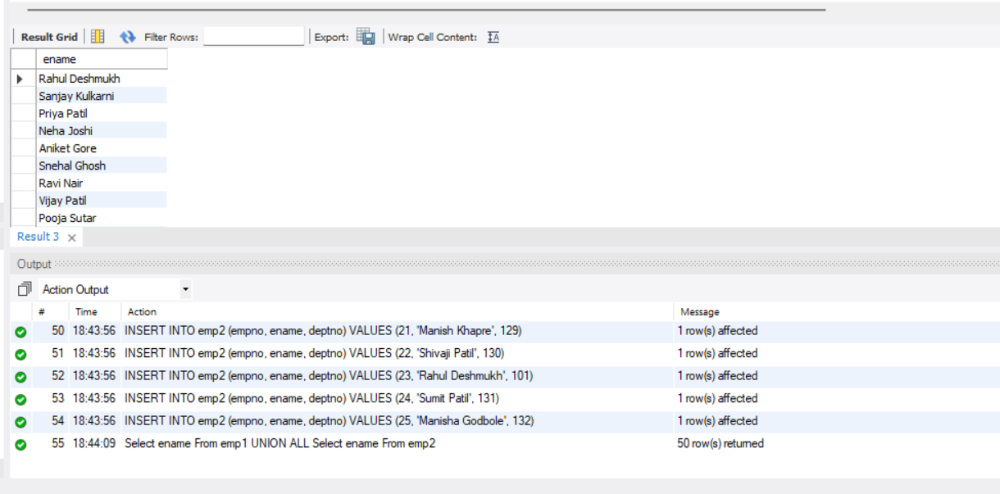 Result Grid Filter Rows: Export: Wrap Cell Content: IA
ename
Rahul Deshmukh
Sanjay Kulkarni
Priya Patil
Neha Joshi
Aniket Gore
Snehal Ghosh
Ravi Nair
Vijay Patil
Pooja Sutar
Result 3 ×
Output
Action Output
# Time Action Message
50 18:43:56 INSERT INTO emp2 (empno, ename, deptno) VALUES (21, 'Manish Khapre', 129) 1 row(s) affected
51 18:43:56 INSERT INTO emp2 (empno, ename, deptno) VALUES (22, 'Shivaji Patil', 130) 1 row(s) affected
52 18:43:56 INSERT INTO emp2 (empno, ename, deptno) VALUES (23, 'Rahul Deshmukh', 101) 1 row(s) affected
53 18:43:56 INSERT INTO emp2 (empno, ename, deptno) VALUES (24, 'Sumit Patil', 131) 1 row(s) affected
54 18:43:56 INSERT INTO emp2 (empno, ename, deptno) VALUES (25, 'Manisha Godbole', 132) 1 row(s) affected
55 18:44:09 Select ename From emp1 UNION ALL Select ename From emp2 50 row(s) returned